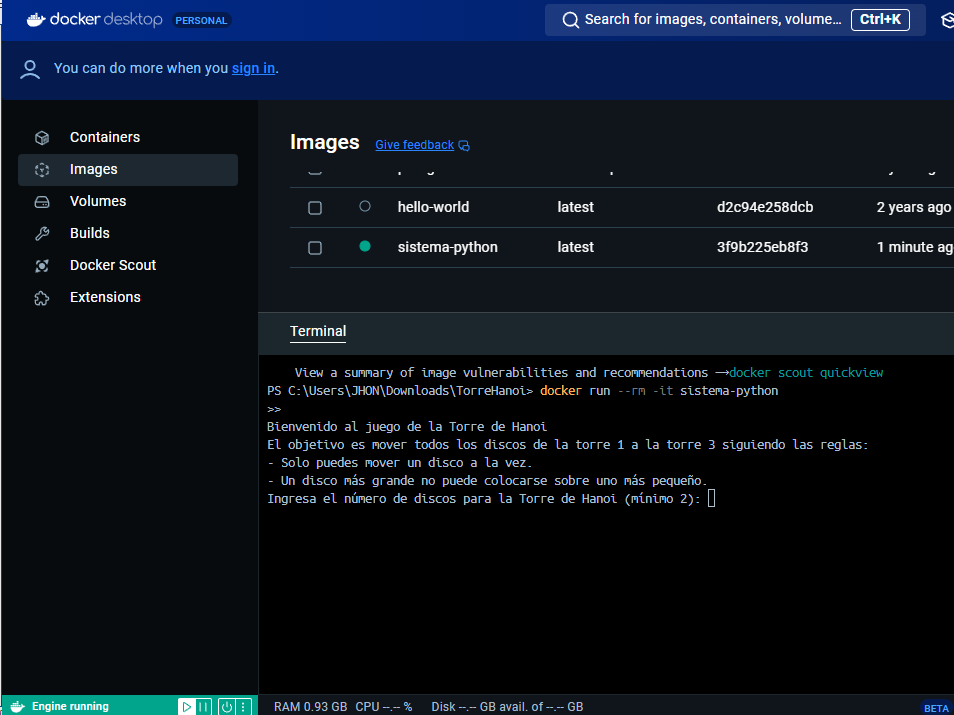 docker desktop PERSONAL
Search for images, containers, volume... Ctrl+K
You can do more when you sign in.
Containers
Images
Volumes
Builds
Docker Scout
Extensions
Images Give feedback
hello-world latest d2c94e258dcb 2 years ago
sistema-python latest 3f9b225eb8f3 1 minute ag
Terminal
View a summary of image vulnerabilities and recommendations → docker scout quickview
PS C:\Users\JHON\Downloads\TorreHanoi> docker run --rm -it sistema-python
>>
Bienvenido al juego de la Torre de Hanoi
El objetivo es mover todos los discos de la torre 1 a la torre 3 siguiendo las reglas:
- Solo puedes mover un disco a la vez.
- Un disco más grande no puede colocarse sobre uno más pequeño.
Ingresa el número de discos para la Torre de Hanoi (mínimo 2):
Engine running
RAM 0.93 GB CPU --.-- % Disk --.-- GB avail. of --.-- GB
BETA